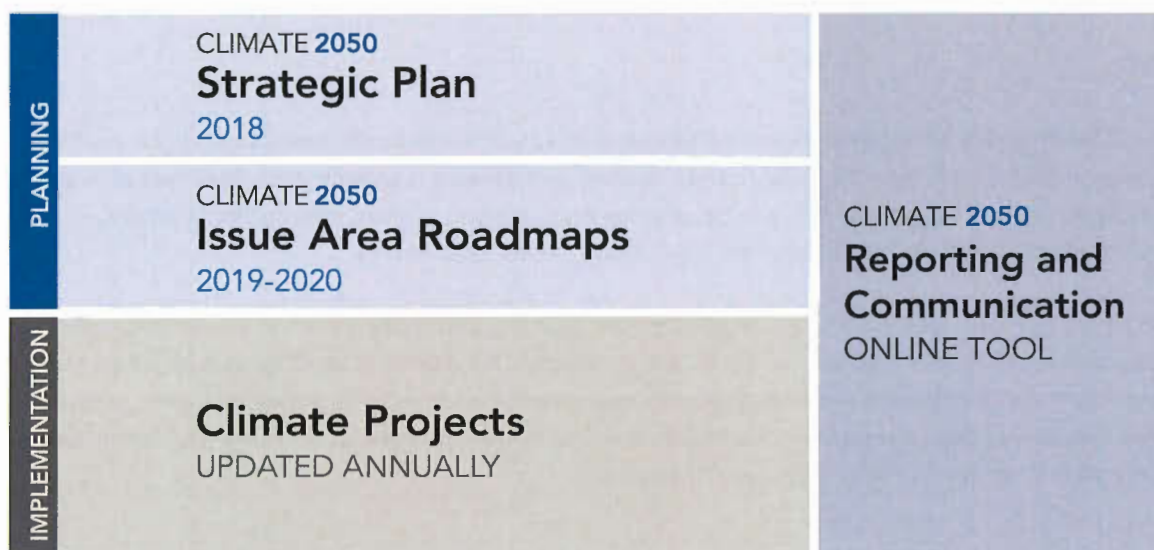 PLANNING
CLIMATE 2050
Strategic Plan
2018
CLIMATE 2050
Issue Area Roadmaps
2019-2020
IMPLEMENTATION
Climate Projects
UPDATED ANNUALLY
CLIMATE 2050
Reporting and
Communication
ONLINE TOOL